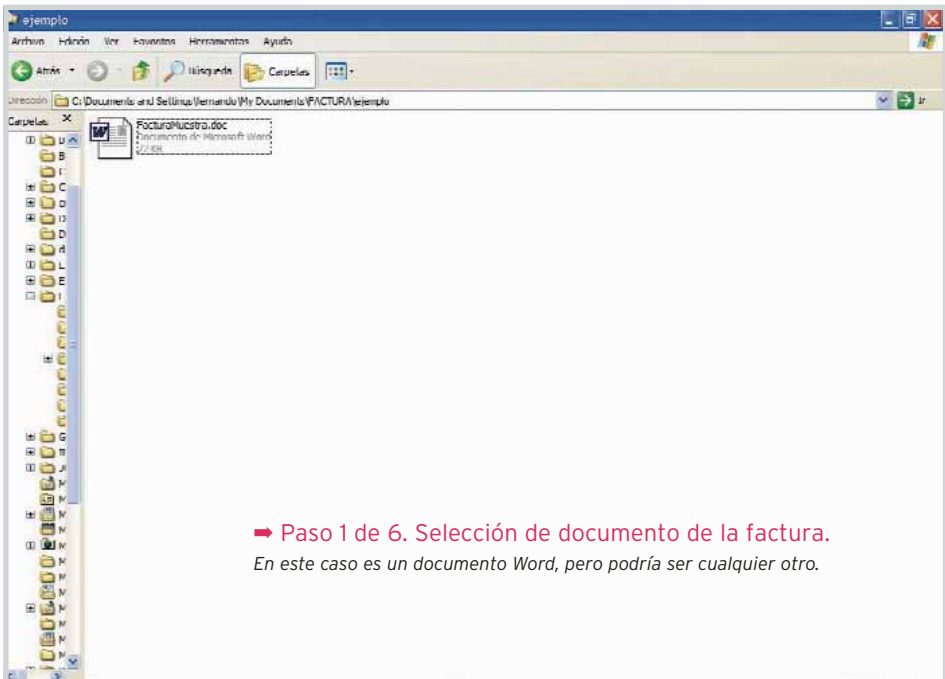 ejemplo
Archivo Edición Ver Favoritos Herramientas Ayuda
Atrás Búsqueda Carpetas
Dirección C:\Documents and Settings\fernando\My Documents\FACTURA\ejemplo Ir
Carpetas
FacturaMuestra.doc
Documento de Microsoft Word
B
C
D
D
d
L
E
G
M
M
M
M
M
M
M
M
M
M
M
M
➡ Paso 1 de 6. Selección de documento de la factura.
En este caso es un documento Word, pero podría ser cualquier otro.